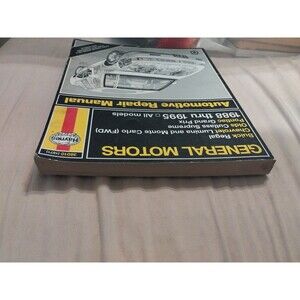 GENERAL MOTORS
Buick Regal
Chevrolet Lumina and Monte Carlo (FWD)
Olds Cutlass Supreme
Pontiac Grand Prix
1988 thru 1995 □ All models
Automotive Repair Manual
Haynes